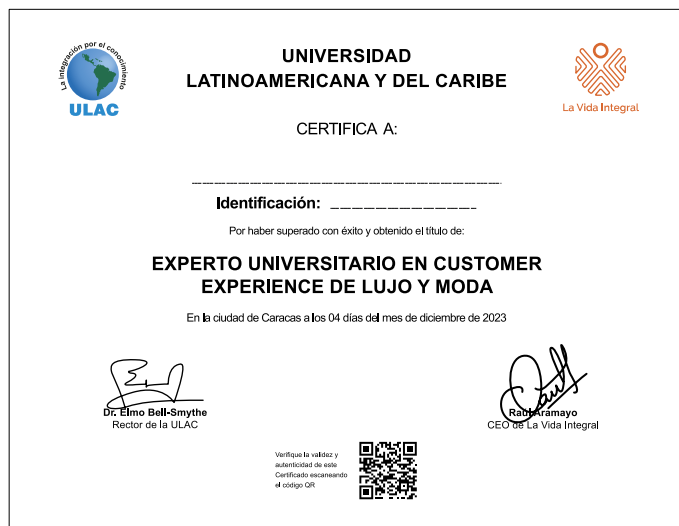 La integración por el conocimiento
ULAC
UNIVERSIDAD
LATINOAMERICANA Y DEL CARIBE
La Vida Integral
CERTIFICA A:
Identificación:
Por haber superado con éxito y obtenido el título de:
EXPERTO UNIVERSITARIO EN CUSTOMER
EXPERIENCE DE LUJO Y MODA
En la ciudad de Caracas a los 04 días del mes de diciembre de 2023
Dr. Elmo Bell-Smythe
Rector de la ULAC
Raúl Aramayo
CEO de La Vida Integral
Verifique la validez y
autenticidad de este
Certificado escaneando
el código QR